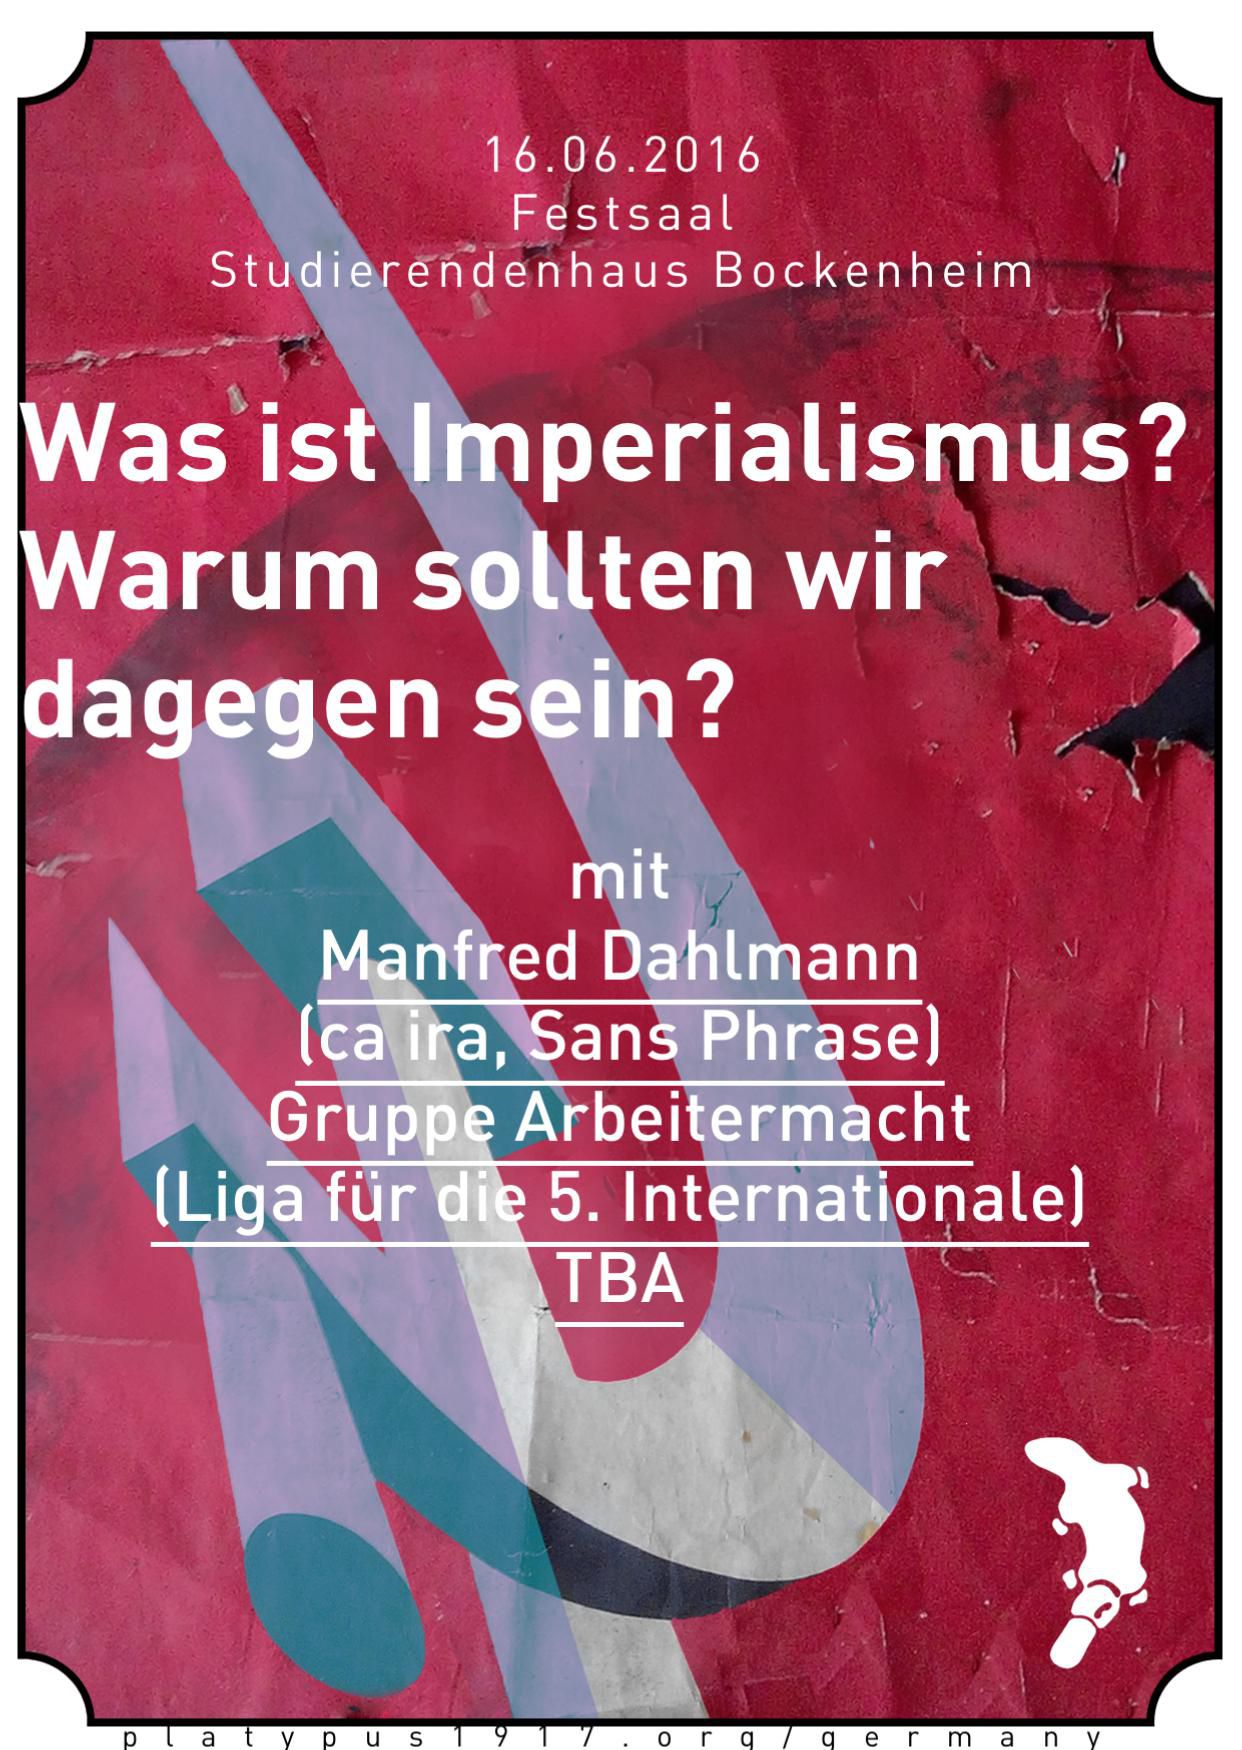 16.06.2016
Festsaal
Studierendenhaus Bockenheim
Was ist Imperialismus?
Warum sollten wir
dagegen sein?
mit
Manfred Dahlmann
(ca ira, Sans Phrase)
Gruppe Arbeitermacht
(Liga für die 5. Internationale)
TBA
platypus1917.org/germany